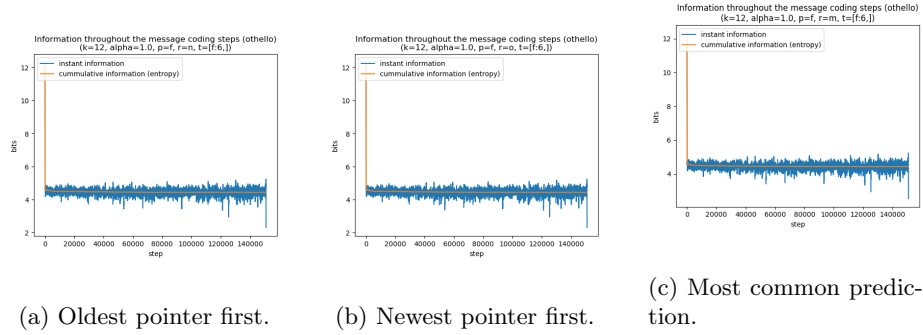 Information throughout the message coding steps (othello)
(k=12, alpha=1.0, p=f, r=n, t=[f:6,])
instant information
cummulative information (entropy)
12
10
8
6
4
2
bits
0 20000 40000 60000 80000 100000 120000 140000
step
(a) Oldest pointer first.
Information throughout the message coding steps (othello)
(k=12, alpha=1.0, p=f, r=o, t=[f:6,])
instant information
cummulative information (entropy)
12
10
8
6
4
2
bits
0 20000 40000 60000 80000 100000 120000 140000
step
(b) Newest pointer first.
Information throughout the message coding steps (othello)
(k=12, alpha=1.0, p=f, r=m, t=[f:6,])
instant information
cummulative information (entropy)
12
10
8
6
4
bits
0 20000 40000 60000 80000 100000 120000 140000
step
(c) Most common predic-
tion.